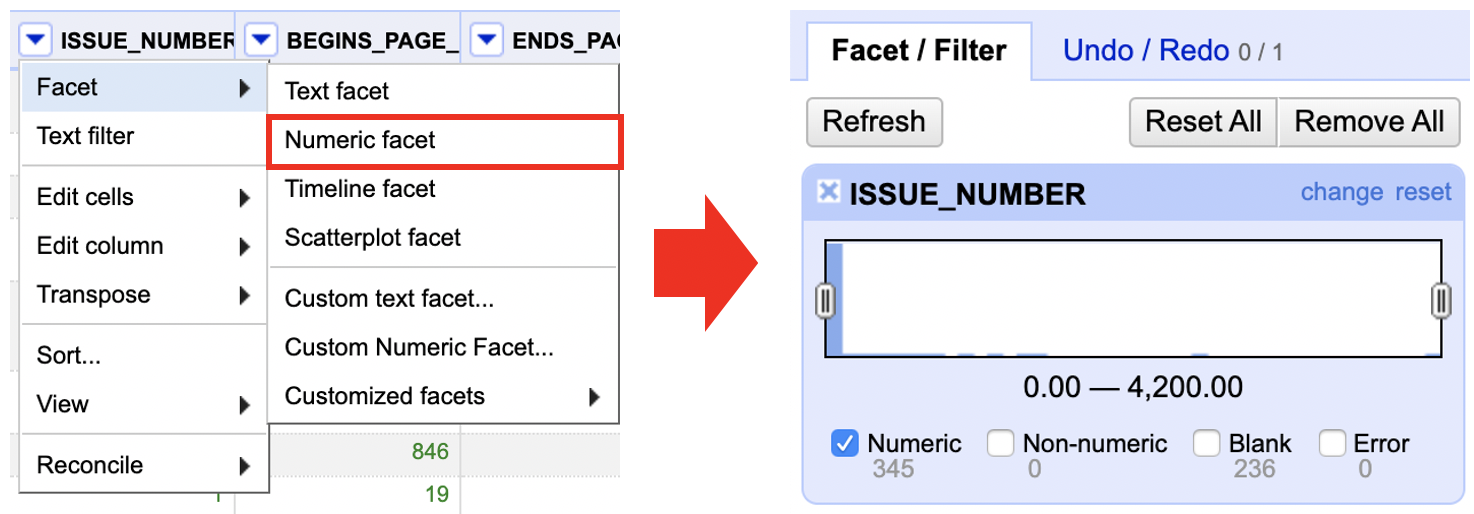 ISSUE_NUMBER
BEGINS_PAGE_
ENDS_PA
Facet
Text filter
Edit cells
Edit column
Transpose
Sort...
View
Reconcile
Text facet
Numeric facet
Timeline facet
Scatterplot facet
Custom text facet...
Custom Numeric Facet...
Customized facets
846
19
Facet / Filter
Undo / Redo 0 / 1
Refresh
Reset All
Remove All
ISSUE_NUMBER
change reset
0.00 — 4,200.00
Numeric Non-numeric Blank Error
345 0 236 0